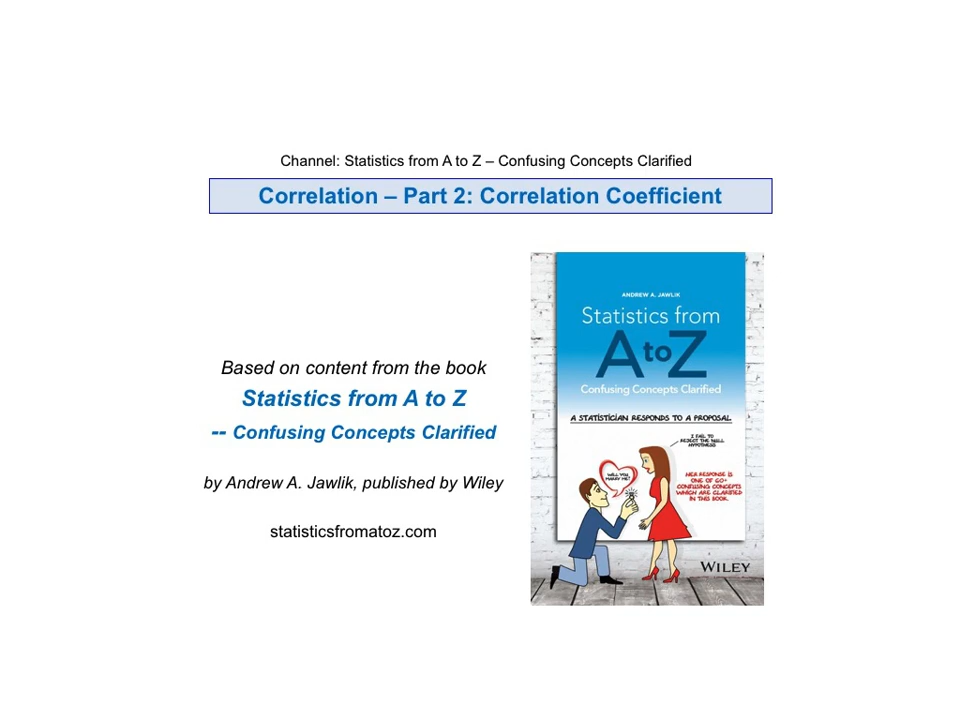 Channel: Statistics from A to Z – Confusing Concepts Clarified
Correlation – Part 2: Correlation Coefficient
Based on content from the book
Statistics from A to Z
-- Confusing Concepts Clarified
by Andrew A. Jawlik, published by Wiley
statisticsfromatoz.com
ANDREW A. JAWLIK
Statistics from
A to Z
Confusing Concepts Clarified
A STATISTICIAN RESPONDS TO A PROPOSAL
I FAIL TO
REJECT THE NULL
HYPOTHESIS
WILL YOU
MARRY ME?
HER RESPONSE IS
ONE OF 60+
CONFUSING CONCEPTS
WHICH ARE CLARIFIED
IN THIS BOOK.
WILEY